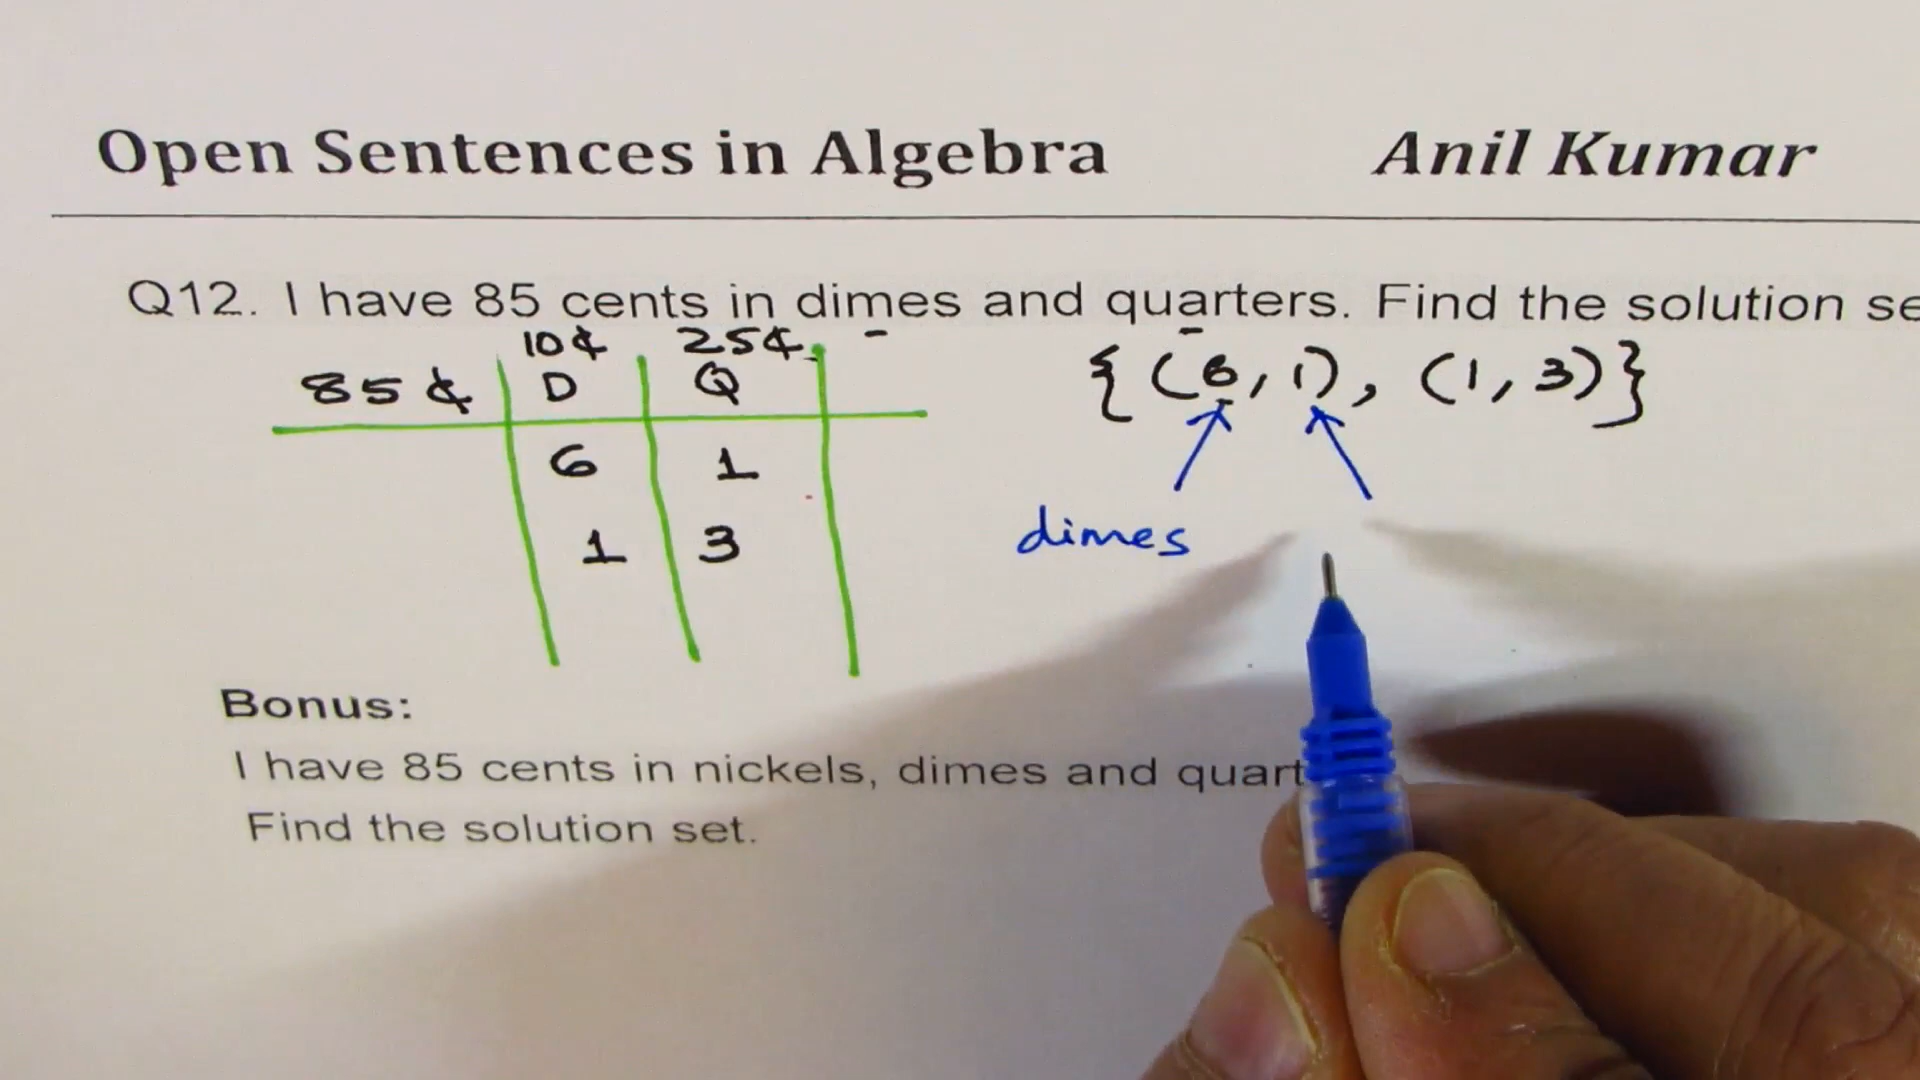 Open Sentences in Algebra Anil Kumar
Q12. I have 85 cents in dimes and quarters. Find the solution se
10¢ 25¢
85¢ D Q
{(6,1), (1,3)}
6 1
1 3
dimes
Bonus:
I have 85 cents in nickels, dimes and quart
Find the solution set.